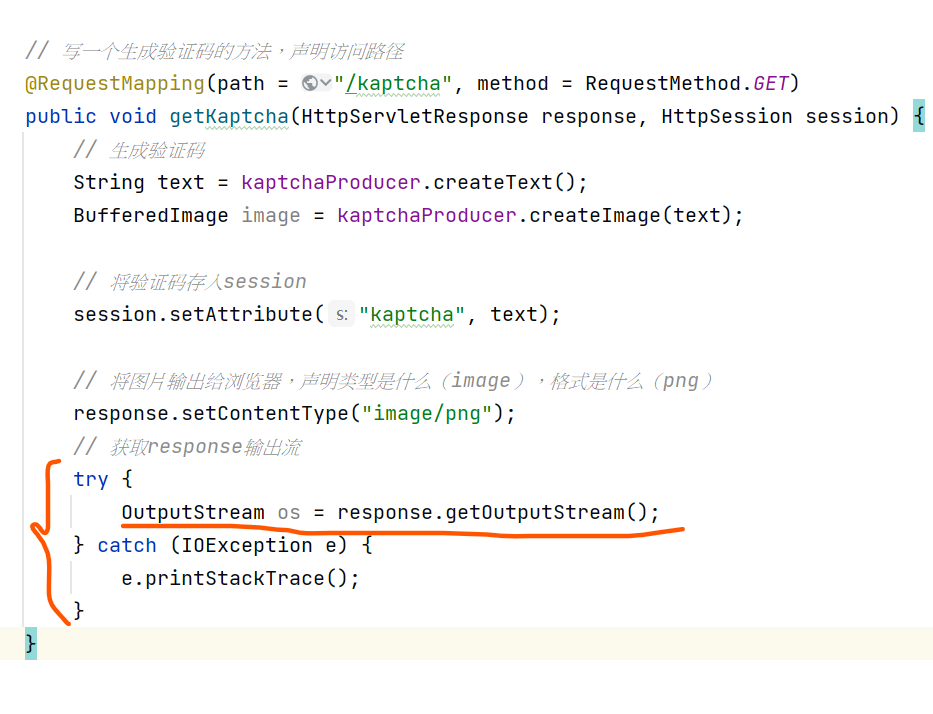 // 写一个生成验证码的方法，声明访问路径
@RequestMapping(path = "/kaptcha", method = RequestMethod.GET)
public void getKaptcha(HttpServletResponse response, HttpSession session) {
// 生成验证码
String text = kaptchaProducer.createText();
BufferedImage image = kaptchaProducer.createImage(text);
// 将验证码存入session
session.setAttribute( s: "kaptcha", text);
// 将图片输出给浏览器，声明类型是什么（image），格式是什么（png）
response.setContentType("image/png");
// 获取response输出流
try {
OutputStream os = response.getOutputStream();
} catch (IOException e) {
e.printStackTrace();
}
}